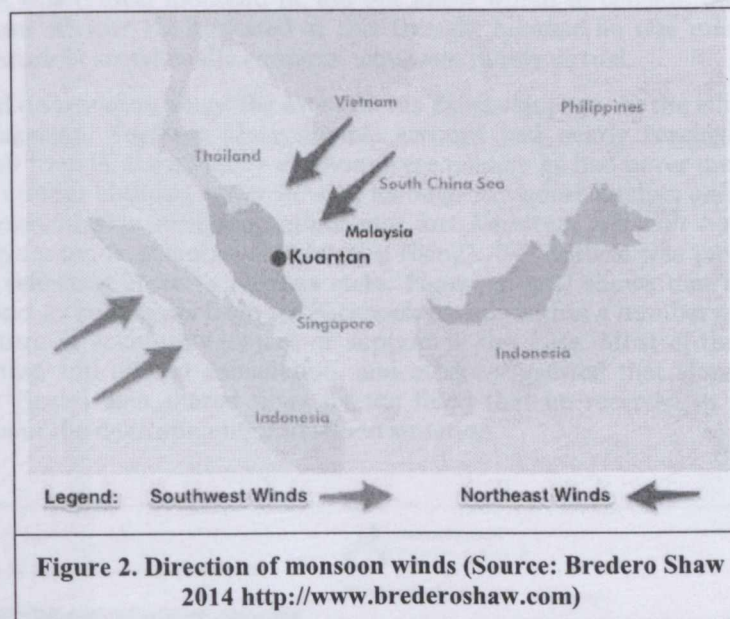 Vietnam
Philippines
Thailand
South China Sea
Malaysia
Kuantan
Singapore
Indonesia
Indonesia
Legend: Southwest Winds Northeast Winds
Figure 2. Direction of monsoon winds (Source: Bredero Shaw
2014 http://www.brederoshaw.com)